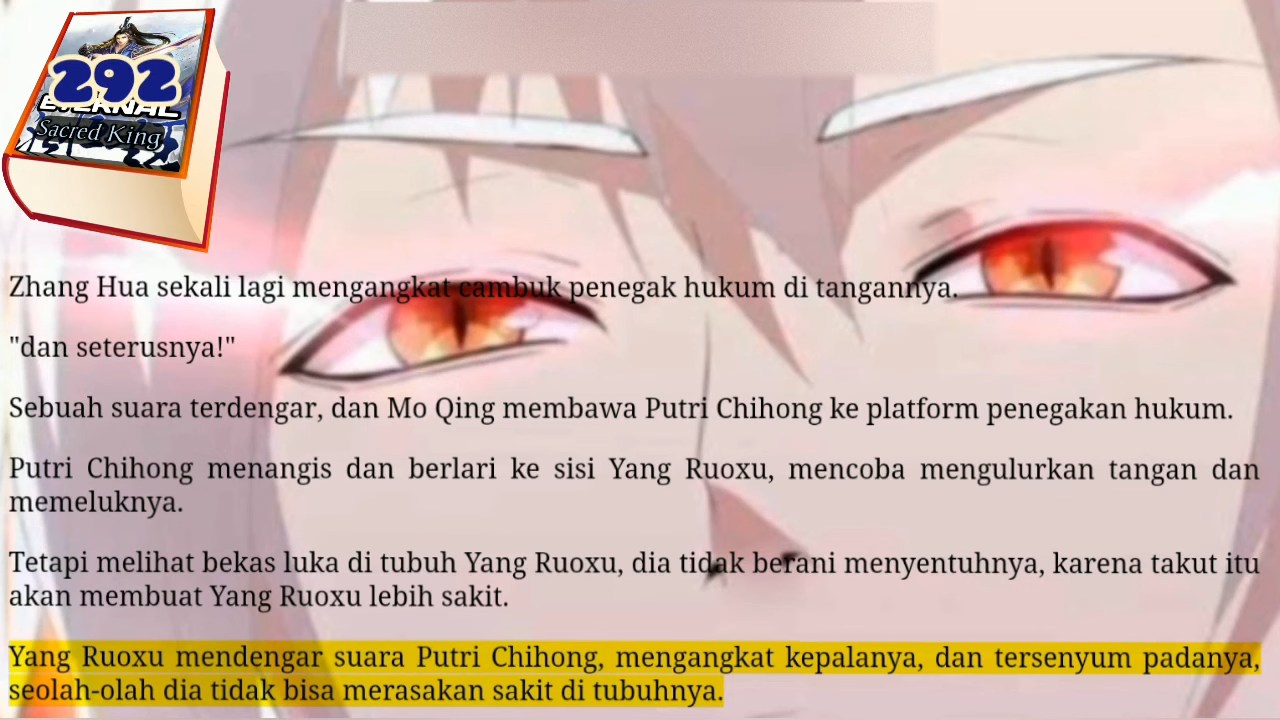 292
ETERNAL
Sacred King
Zhang Hua sekali lagi mengangkat cambuk penegak hukum di tangannya.
"dan seterusnya!"
Sebuah suara terdengar, dan Mo Qing membawa Putri Chihong ke platform penegakan hukum.
Putri Chihong menangis dan berlari ke sisi Yang Ruoxu, mencoba mengulurkan tangan dan
memeluknya.
Tetapi melihat bekas luka di tubuh Yang Ruoxu, dia tidak berani menyentuhnya, karena takut itu
akan membuat Yang Ruoxu lebih sakit.
Yang Ruoxu mendengar suara Putri Chihong, mengangkat kepalanya, dan tersenyum padanya,
seolah-olah dia tidak bisa merasakan sakit di tubuhnya.